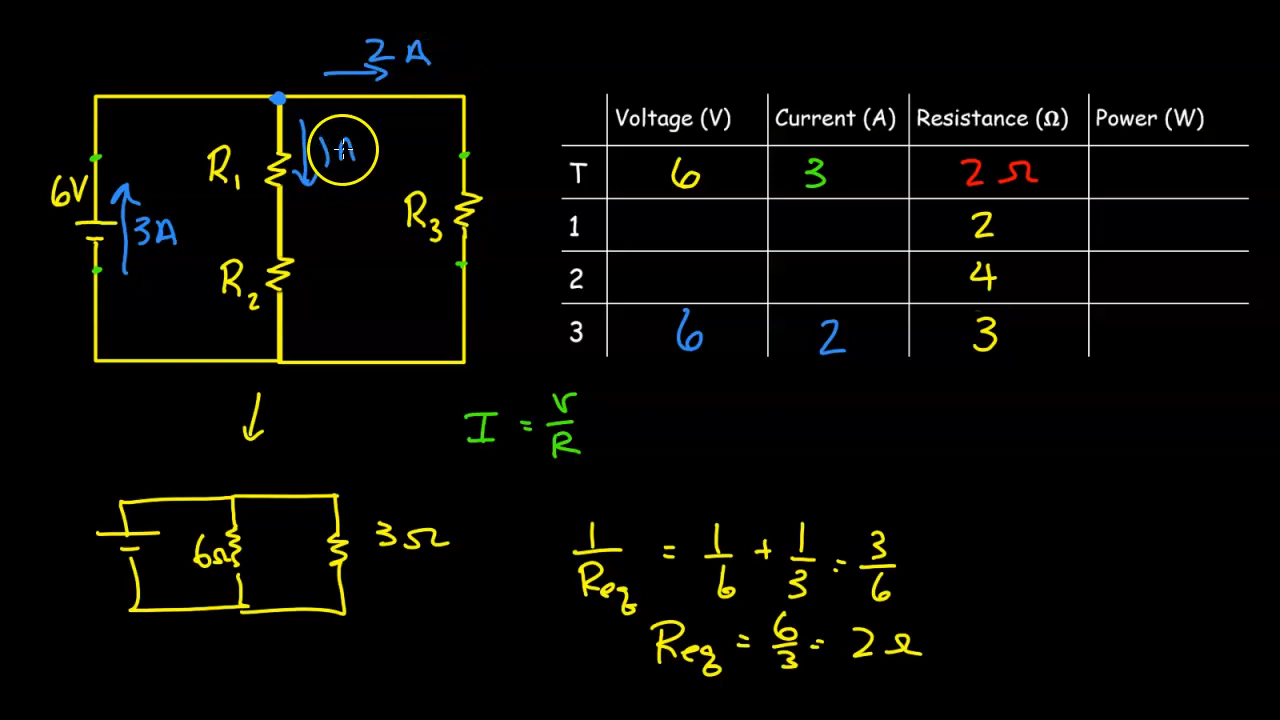 2 A
6V
3A
R1
1A
R2
R3
Voltage (V) Current (A) Resistance (Ω) Power (W)
T 6 3 2 Ω
1 2
2 4
3 6 2 3
I = V/R
6Ω
3Ω
1/Req = 1/6 + 1/3 = 3/6
Req = 6/3 = 2Ω